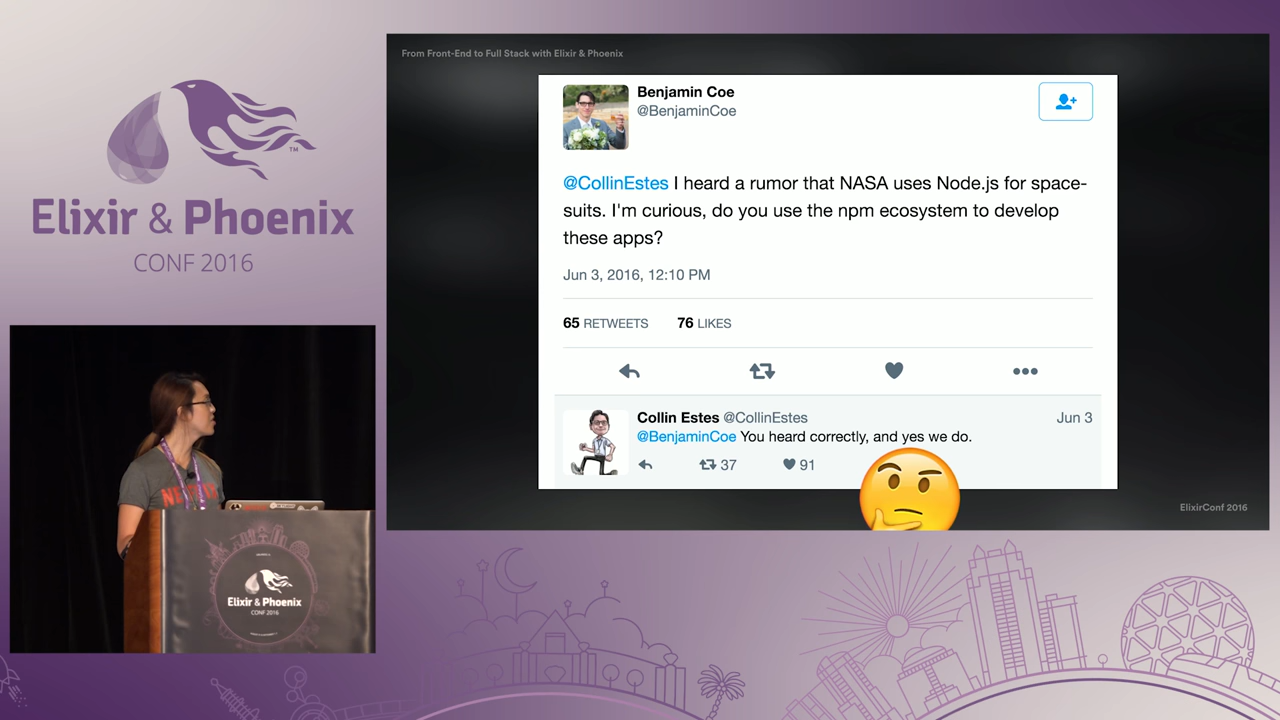 Elixir & Phoenix
TM
CONF 2016
From Front-End to Full Stack with Elixir & Phoenix
Benjamin Coe
@BenjaminCoe
@CollinEstes I heard a rumor that NASA uses Node.js for space-
suits. I'm curious, do you use the npm ecosystem to develop
these apps?
Jun 3, 2016, 12:10 PM
65 RETWEETS 76 LIKES
Collin Estes @CollinEstes Jun 3
@BenjaminCoe You heard correctly, and yes we do.
37 91
ElixirConf 2016
Elixir & Phoenix
CONF 2016